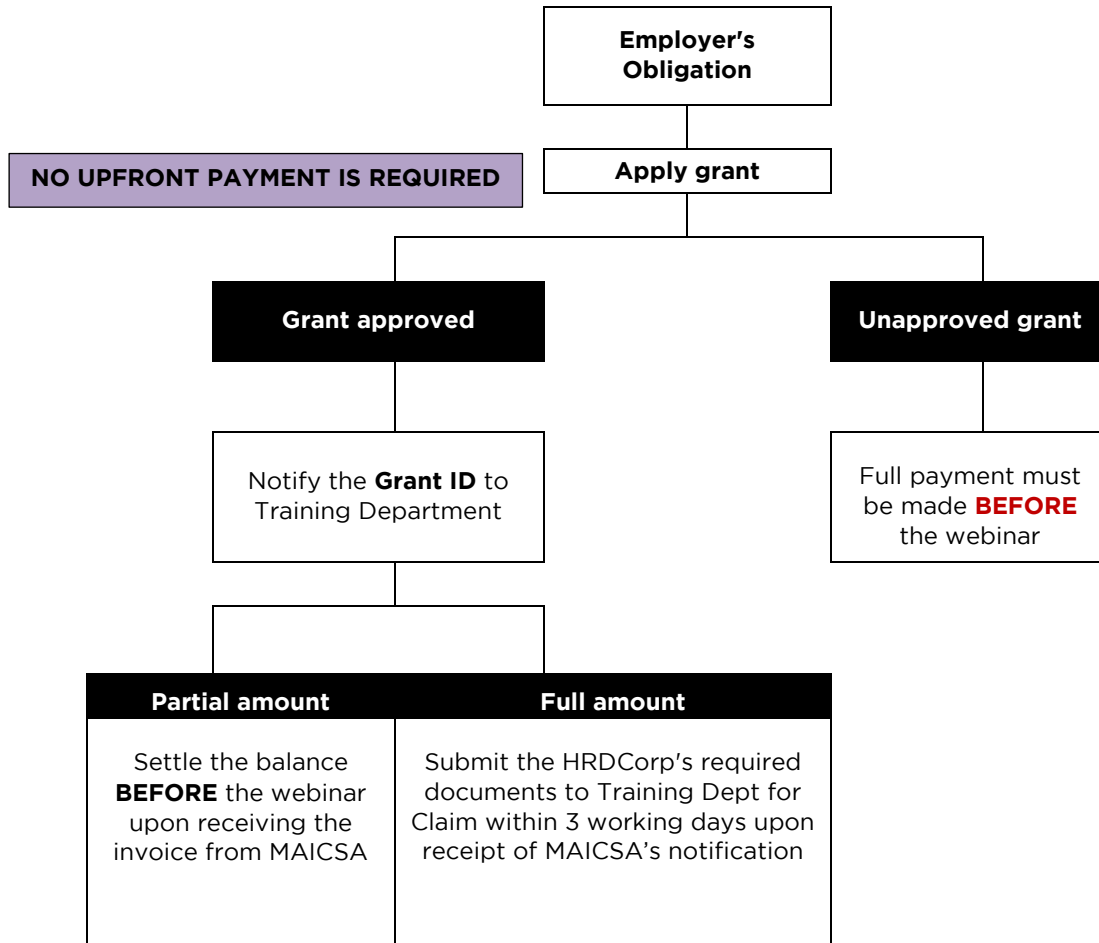 Employer's
Obligation
NO UPFRONT PAYMENT IS REQUIRED
Apply grant
Grant approved
Unapproved grant
Notify the Grant ID to
Training Department
Full payment must
be made BEFORE
the webinar
Partial amount
Full amount
Settle the balance
BEFORE the webinar
upon receiving the
invoice from MAICSA
Submit the HRDCorp's required
documents to Training Dept for
Claim within 3 working days upon
receipt of MAICSA’s notification